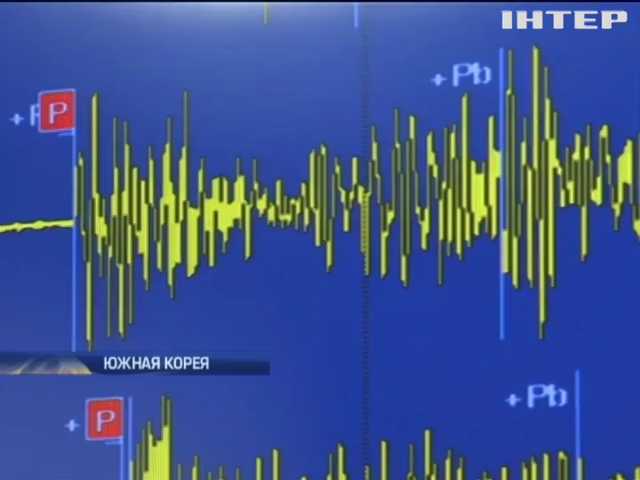 ІНТЕР
+ Pb
+ P
ЮЖНАЯ КОРЕЯ
+ Pb
+ P